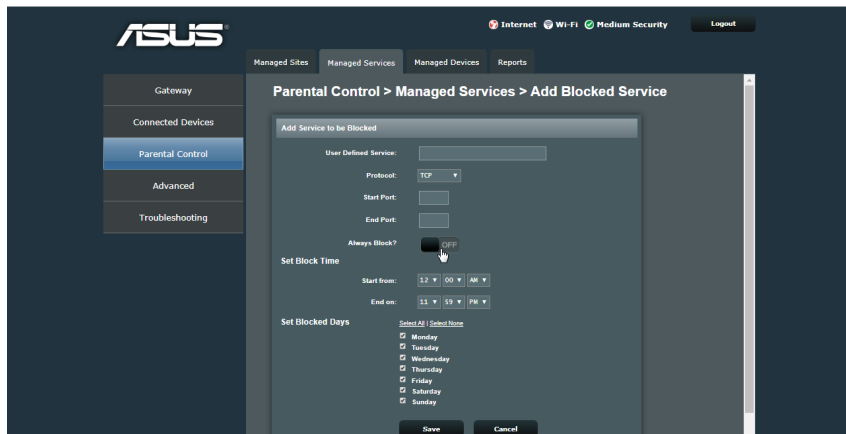 ASUS
Internet Wi-Fi Medium Security Logout
Managed Sites Managed Services Managed Devices Reports
Gateway
Connected Devices
Parental Control
Advanced
Troubleshooting
Parental Control > Managed Services > Add Blocked Service
Add Service to be Blocked
User Defined Service:
Protocol: TCP
Start Port:
End Port:
Always Block? OFF
Set Block Time
Start from: 12 00 AM
End on: 11 59 PM
Set Blocked Days Select All | Select None
Monday
Tuesday
Wednesday
Thursday
Friday
Saturday
Sunday
Save Cancel